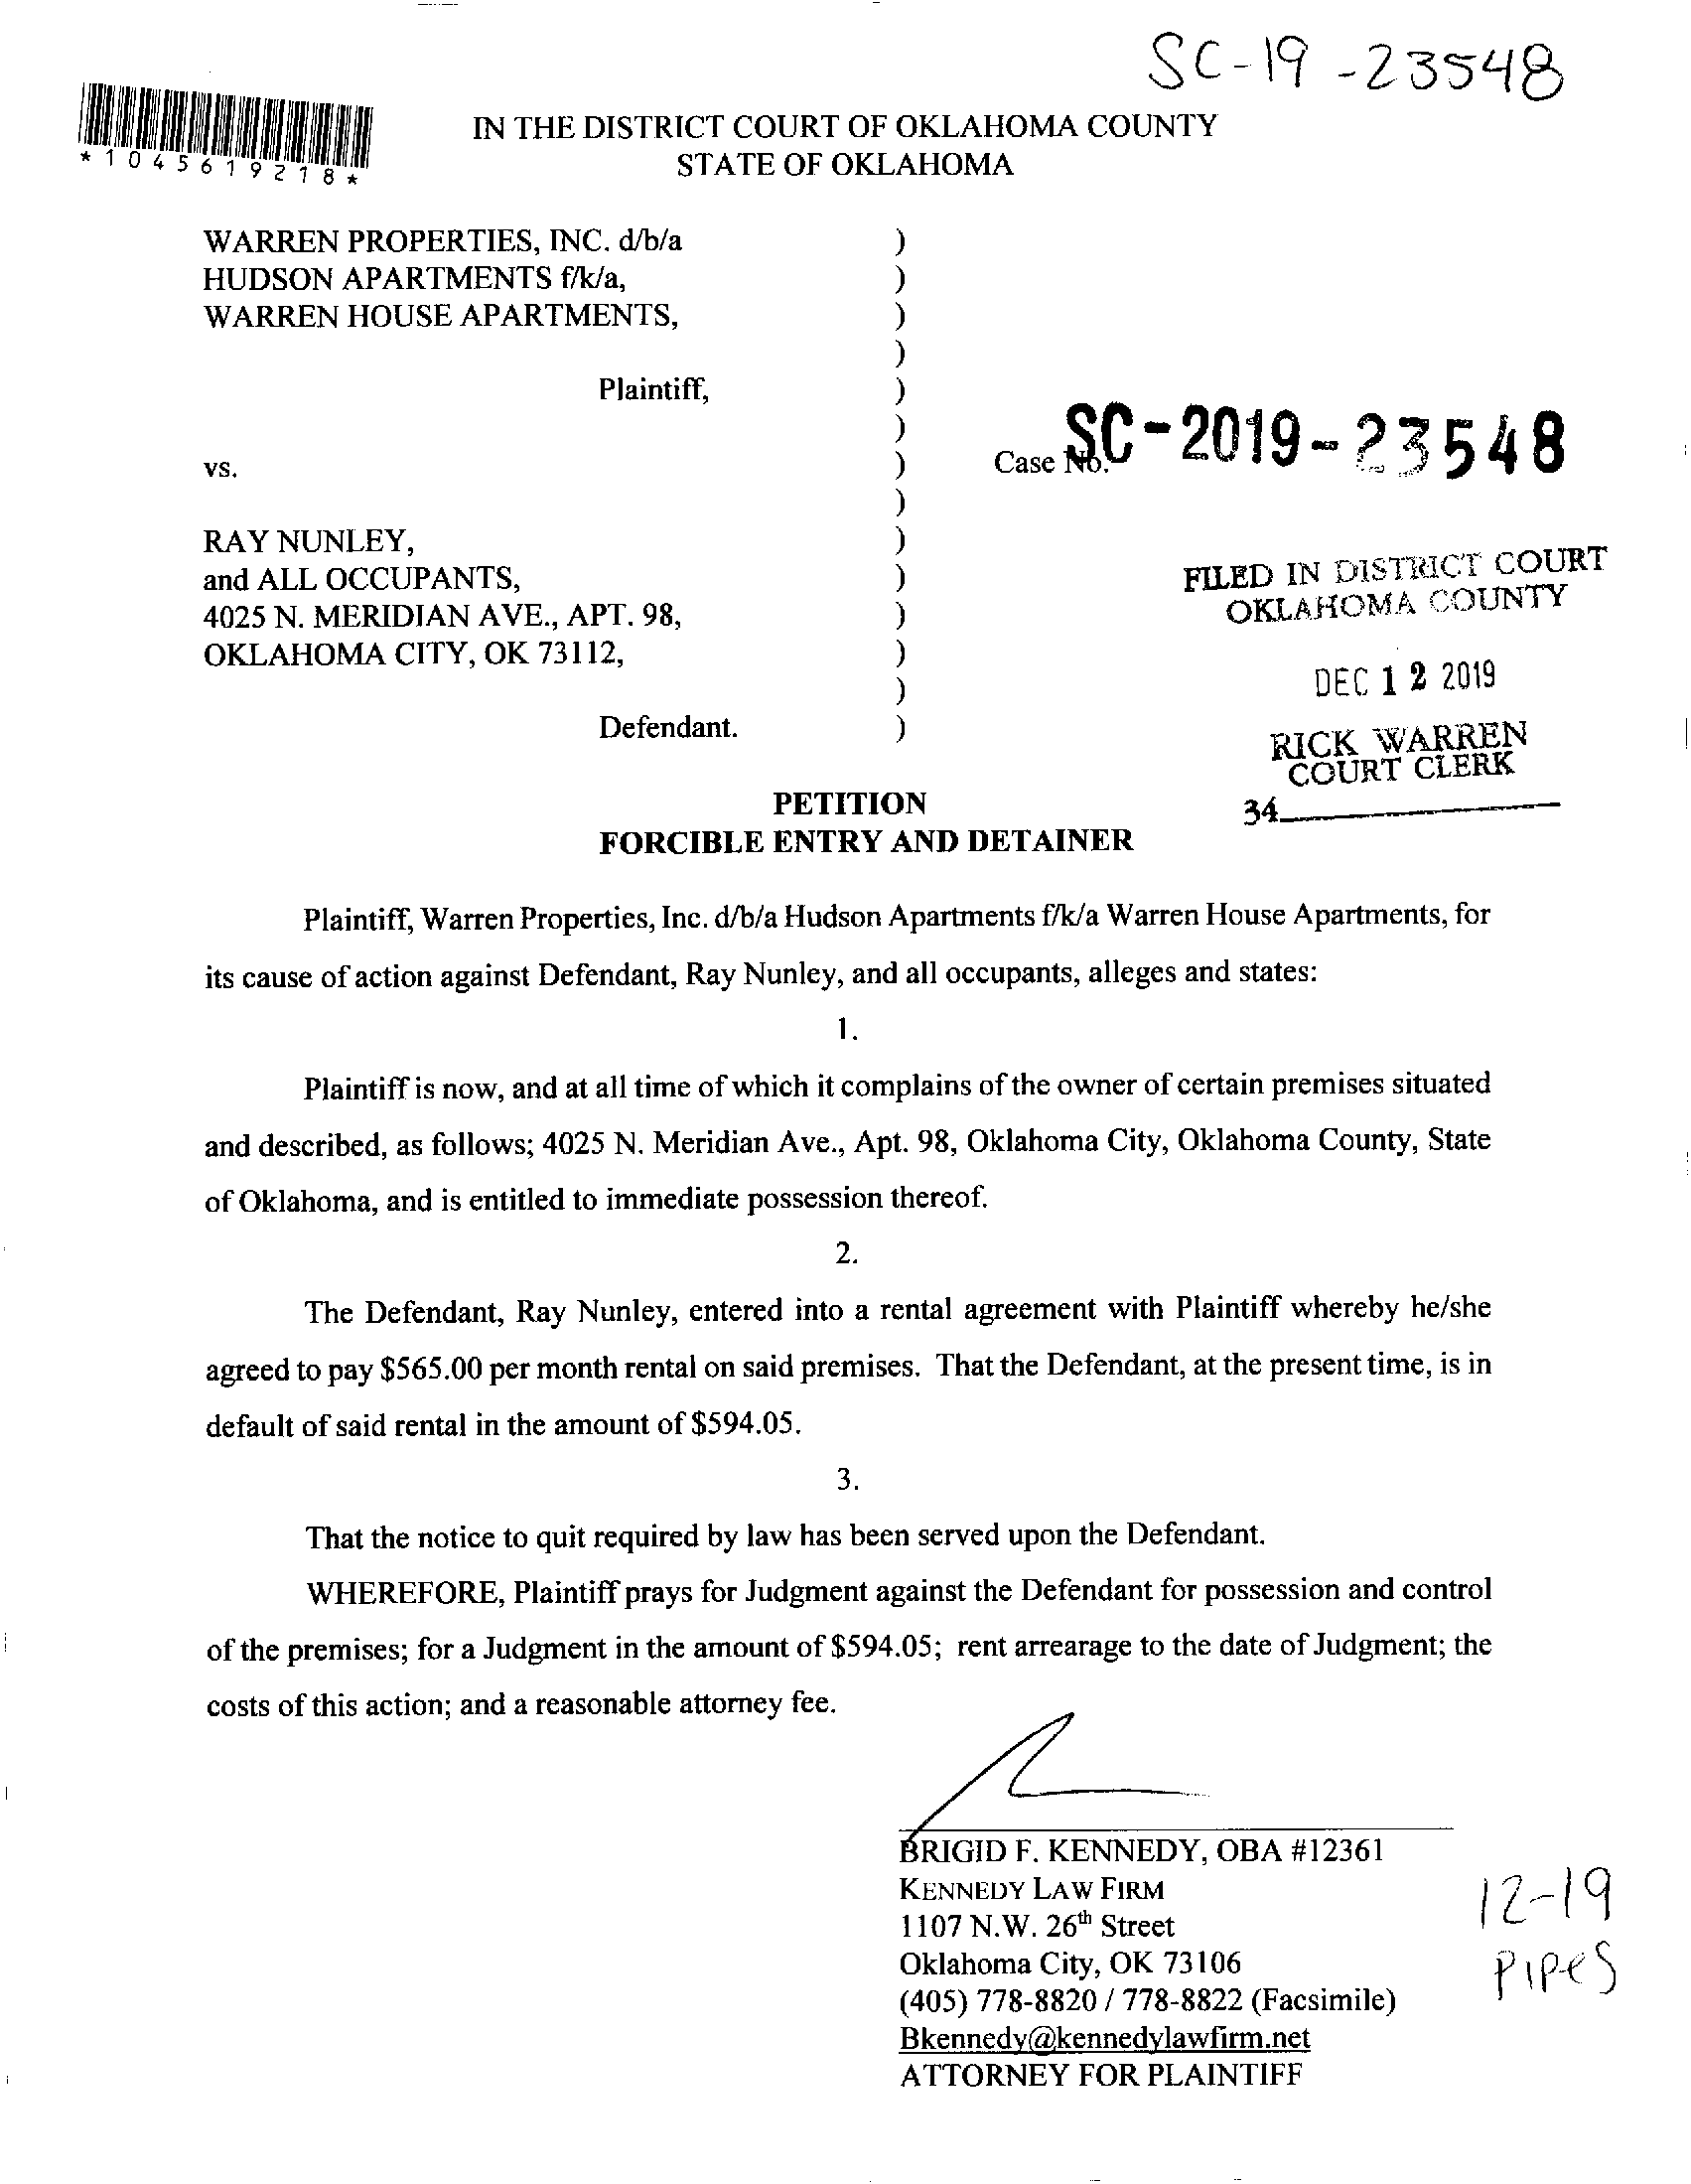 SC-19-23548
*1045619218*
IN THE DISTRICT COURT OF OKLAHOMA COUNTY
STATE OF OKLAHOMA
WARREN PROPERTIES, INC. d/b/a )
HUDSON APARTMENTS f/k/a, )
WARREN HOUSE APARTMENTS, )
)
Plaintiff, )
)
vs. ) Case No. SC-2019-23548
)
RAY NUNLEY, )
and ALL OCCUPANTS, )
4025 N. MERIDIAN AVE., APT. 98, )
OKLAHOMA CITY, OK 73112, )
)
Defendant. )
FILED IN DISTRICT COURT
OKLAHOMA COUNTY
DEC 12 2019
RICK WARREN
COURT CLERK
34
PETITION
FORCIBLE ENTRY AND DETAINER
Plaintiff, Warren Properties, Inc. d/b/a Hudson Apartments f/k/a Warren House Apartments, for
its cause of action against Defendant, Ray Nunley, and all occupants, alleges and states:
1.
Plaintiff is now, and at all time of which it complains of the owner of certain premises situated
and described, as follows; 4025 N. Meridian Ave., Apt. 98, Oklahoma City, Oklahoma County, State
of Oklahoma, and is entitled to immediate possession thereof.
2.
The Defendant, Ray Nunley, entered into a rental agreement with Plaintiff whereby he/she
agreed to pay $565.00 per month rental on said premises. That the Defendant, at the present time, is in
default of said rental in the amount of $594.05.
3.
That the notice to quit required by law has been served upon the Defendant.
WHEREFORE, Plaintiff prays for Judgment against the Defendant for possession and control
of the premises; for a Judgment in the amount of $594.05; rent arrearage to the date of Judgment; the
costs of this action; and a reasonable attorney fee.
BRIGID F. KENNEDY, OBA #12361
KENNEDY LAW FIRM
1107 N.W. 26th Street
Oklahoma City, OK 73106
(405) 778-8820 / 778-8822 (Facsimile)
Bkennedy@kennedylawfirm.net
ATTORNEY FOR PLAINTIFF
12-19
PIPES